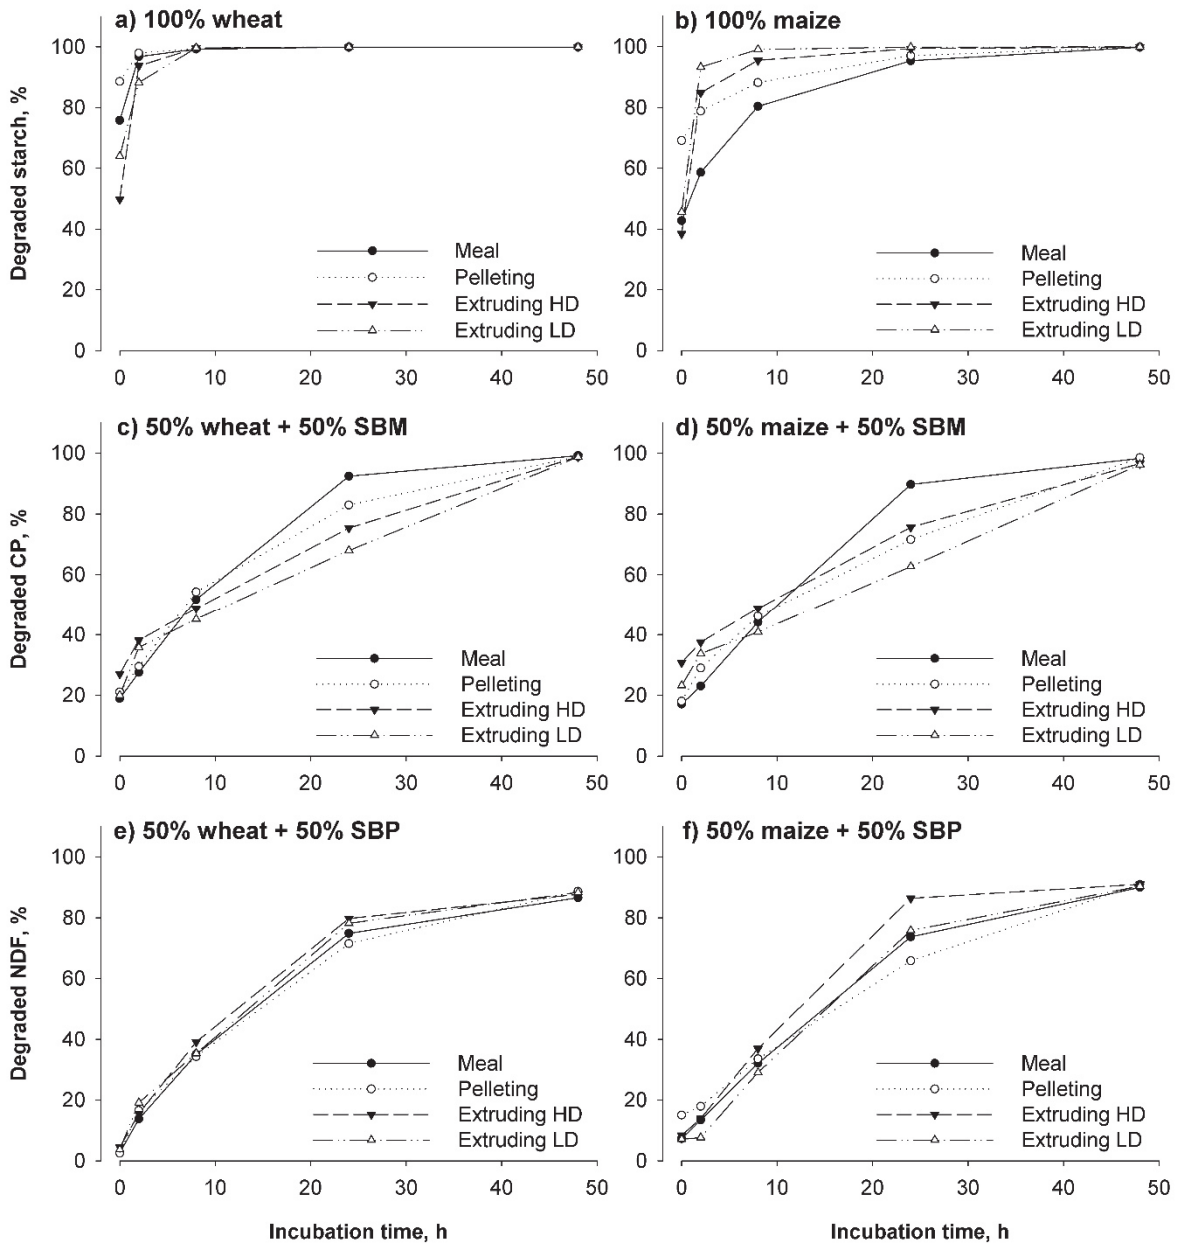 a) 100% wheat
Degraded starch, %
100
80
60
40
20
0
Meal
Pelleting
Extruding HD
Extruding LD
0 10 20 30 40 50
b) 100% maize
100
80
60
40
20
0
Meal
Pelleting
Extruding HD
Extruding LD
0 10 20 30 40 50
c) 50% wheat + 50% SBM
Degraded CP, %
100
80
60
40
20
0
Meal
Pelleting
Extruding HD
Extruding LD
0 10 20 30 40 50
d) 50% maize + 50% SBM
100
80
60
40
20
0
Meal
Pelleting
Extruding HD
Extruding LD
0 10 20 30 40 50
e) 50% wheat + 50% SBP
Degraded NDF, %
100
80
60
40
20
0
Meal
Pelleting
Extruding HD
Extruding LD
0 10 20 30 40 50
Incubation time, h
f) 50% maize + 50% SBP
100
80
60
40
20
0
Meal
Pelleting
Extruding HD
Extruding LD
0 10 20 30 40 50
Incubation time, h